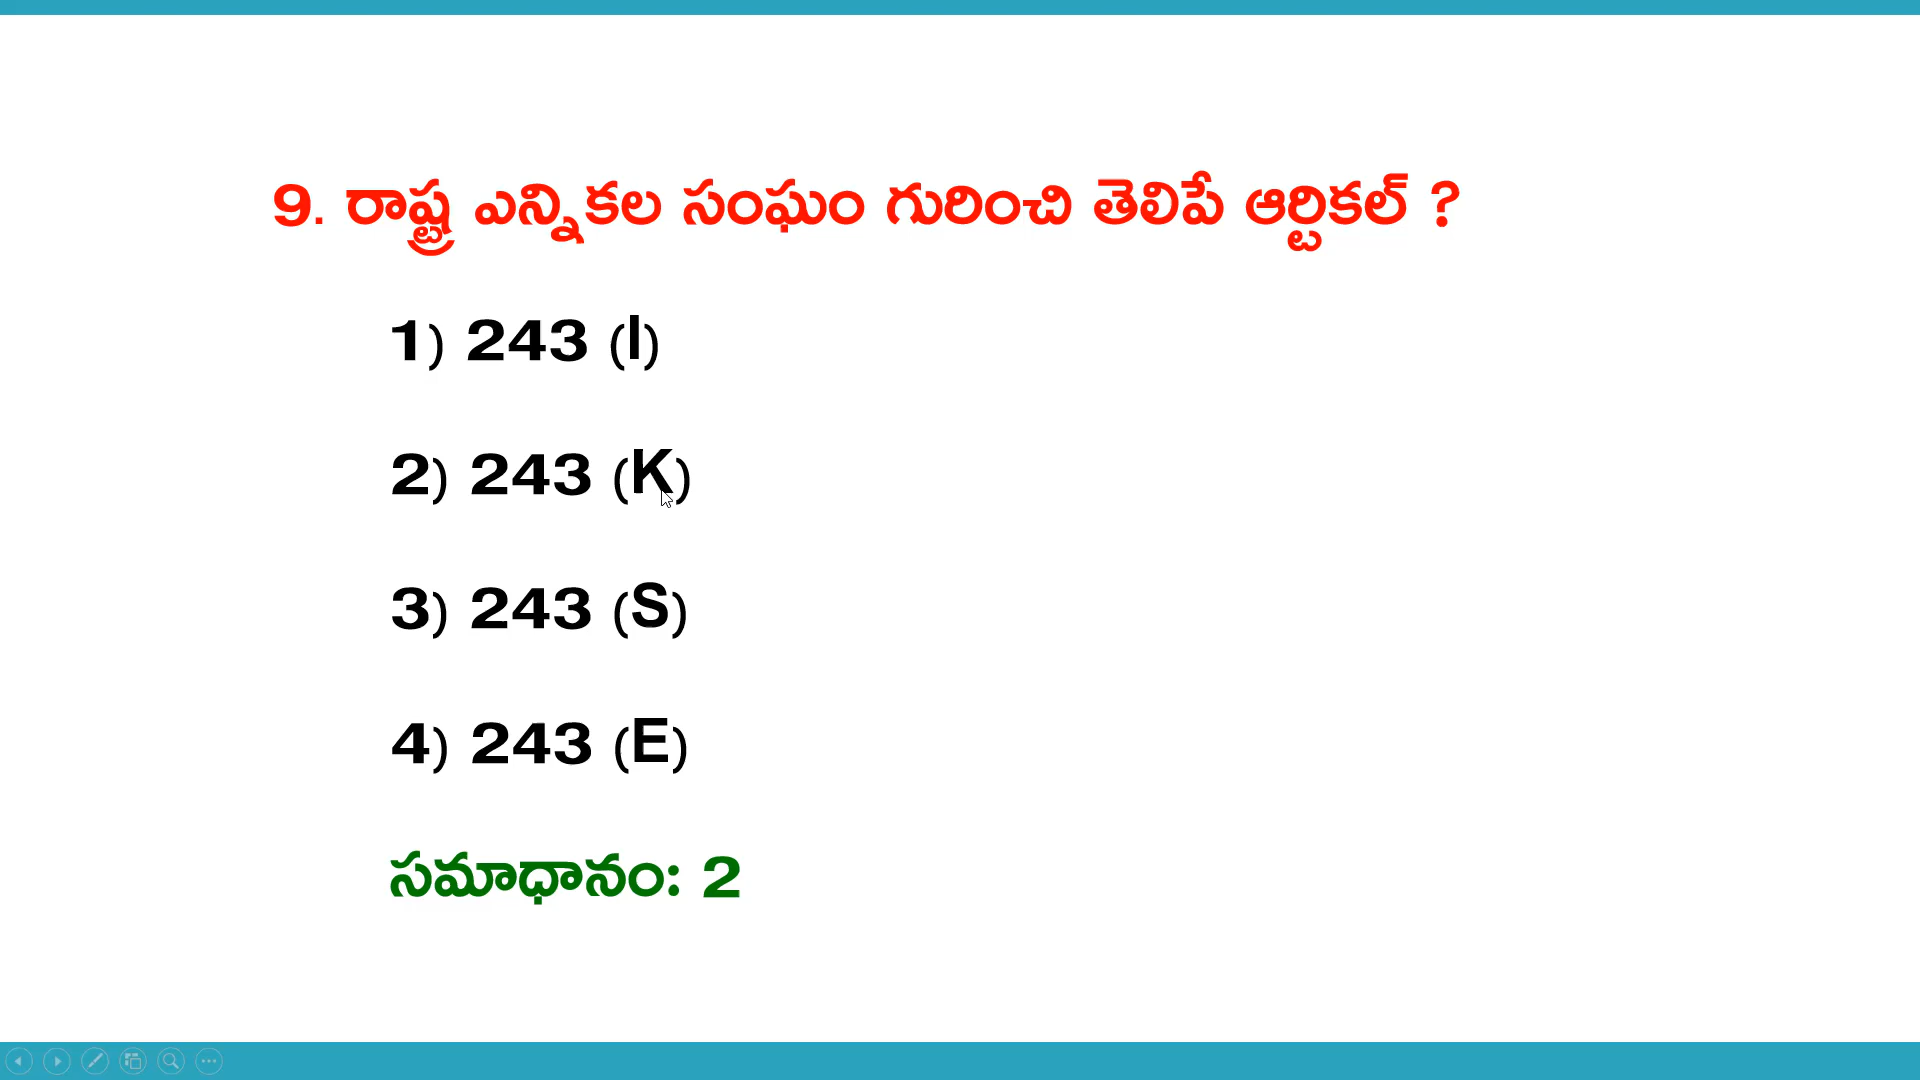 9. రాష్ట్ర ఎన్నికల సంఘం గురించి తెలిపే ఆర్టికల్ ?
1) 243 (I)
2) 243 (K)
3) 243 (S)
4) 243 (E)
సమాధానం: 2